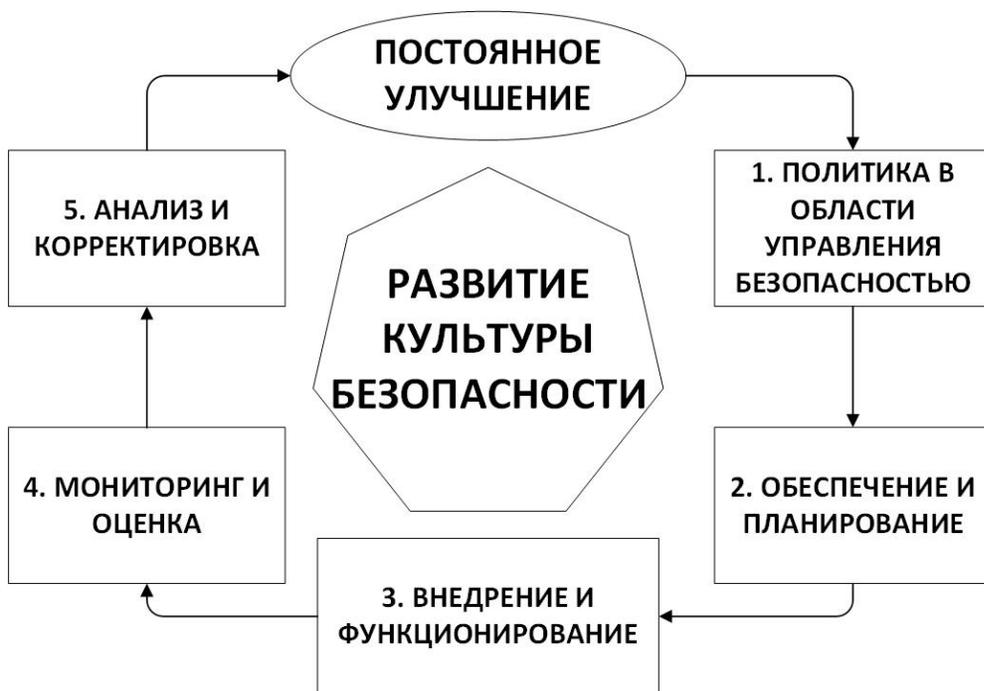 ПОСТОЯННОЕ
УЛУЧШЕНИЕ
1. ПОЛИТИКА В
ОБЛАСТИ
УПРАВЛЕНИЯ
БЕЗОПАСНОСТЬЮ
2. ОБЕСПЕЧЕНИЕ И
ПЛАНИРОВАНИЕ
3. ВНЕДРЕНИЕ И
ФУНКЦИОНИРОВАНИЕ
4. МОНИТОРИНГ И
ОЦЕНКА
5. АНАЛИЗ И
КОРРЕКТИРОВКА
РАЗВИТИЕ
КУЛЬТУРЫ
БЕЗОПАСНОСТИ